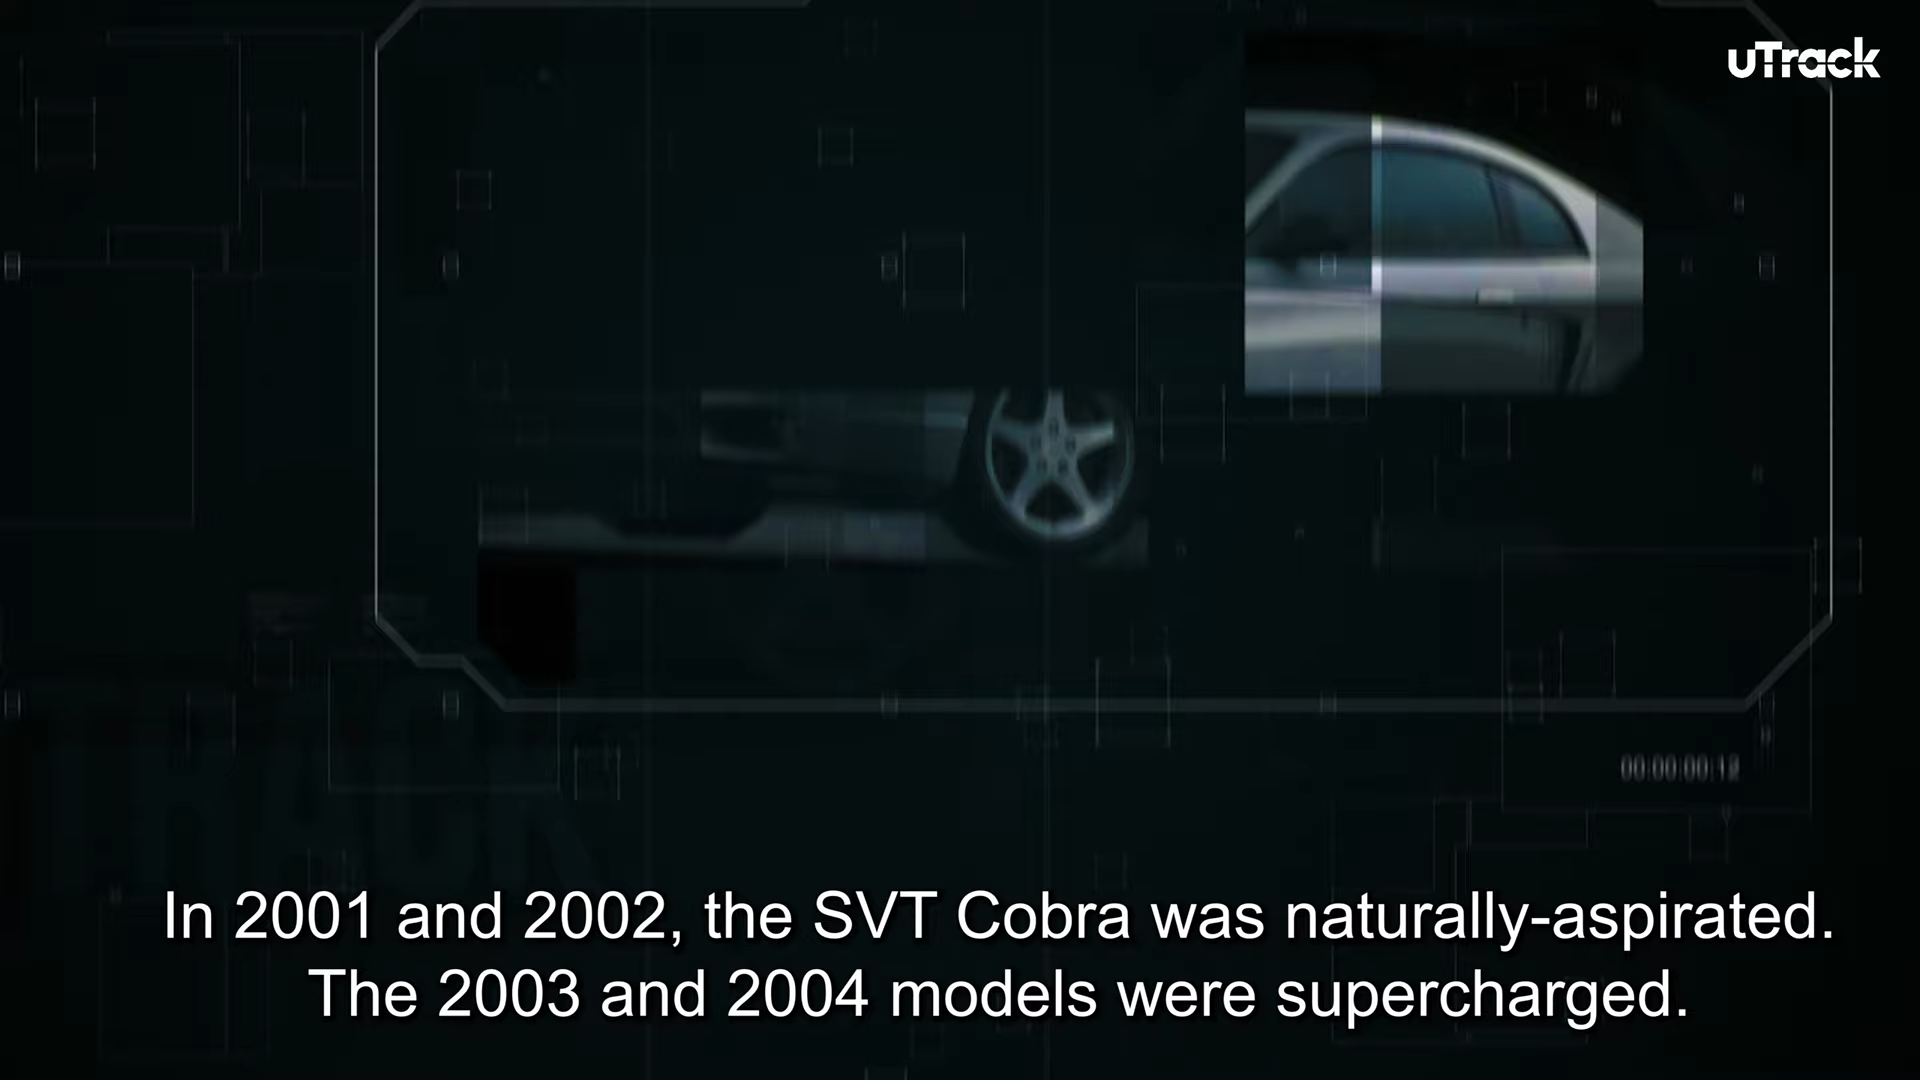 uTrack
00:00:00:12
In 2001 and 2002, the SVT Cobra was naturally-aspirated.
The 2003 and 2004 models were supercharged.